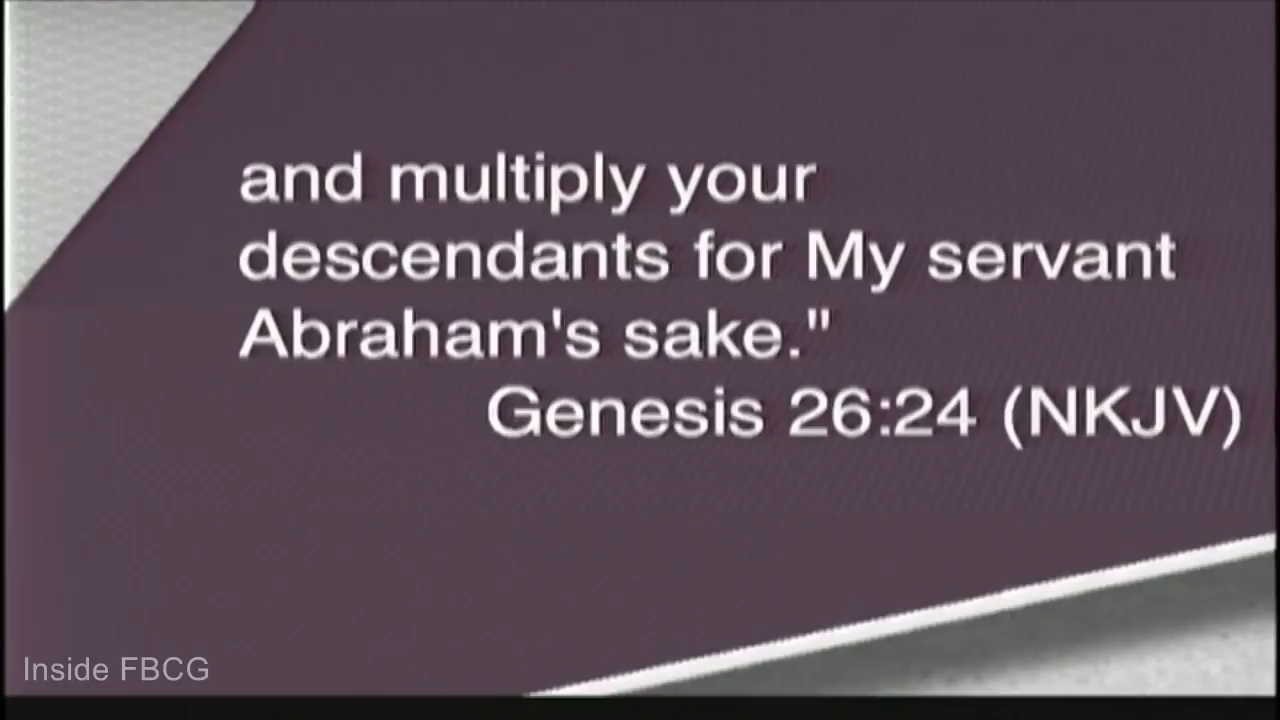 and multiply your
descendants for My servant
Abraham's sake."
Genesis 26:24 (NKJV)
Inside FBCG